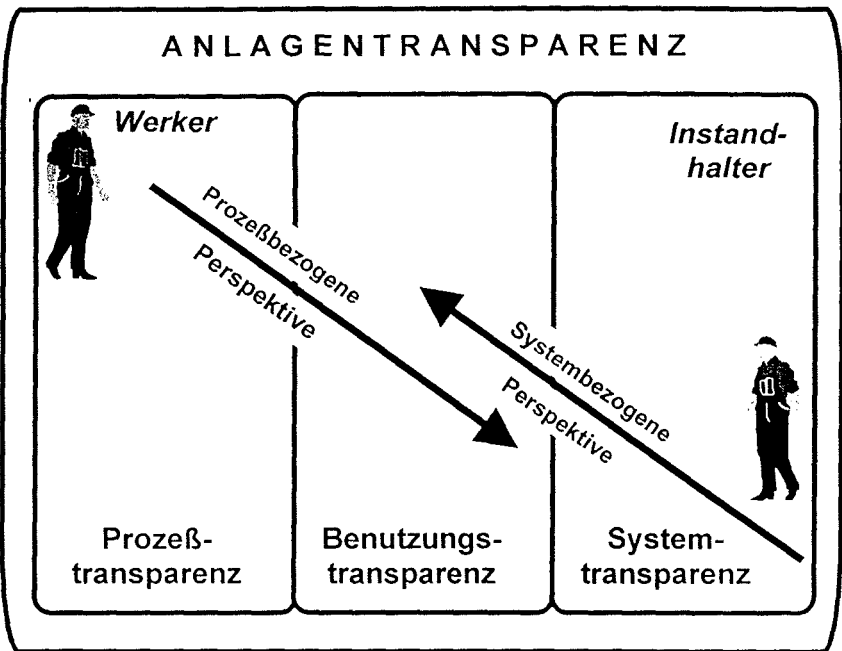 ANLAGENTRANSPARENZ
Werker
Instand-
halter
Prozeßbezogene
Perspektive
Systembezogene
Perspektive
Prozeß-
transparenz
Benutzungs-
transparenz
System-
transparenz